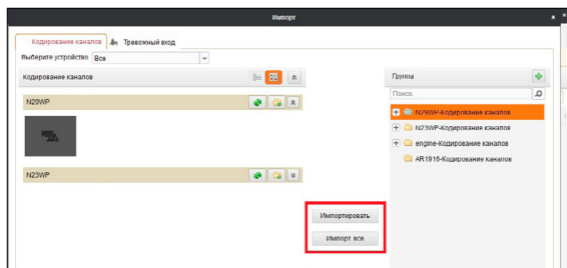 Импорт
Кодирование каналов
Тревожный вход
Выберите устройство
Все
Кодирование каналов
N29WP
N23WP
Импортировать
Импорт все
Группа
Поиск.
N29WP-Кодирование каналов
N23WP-Кодирование каналов
engine-Кодирование каналов
AR1916-Кодирование каналов